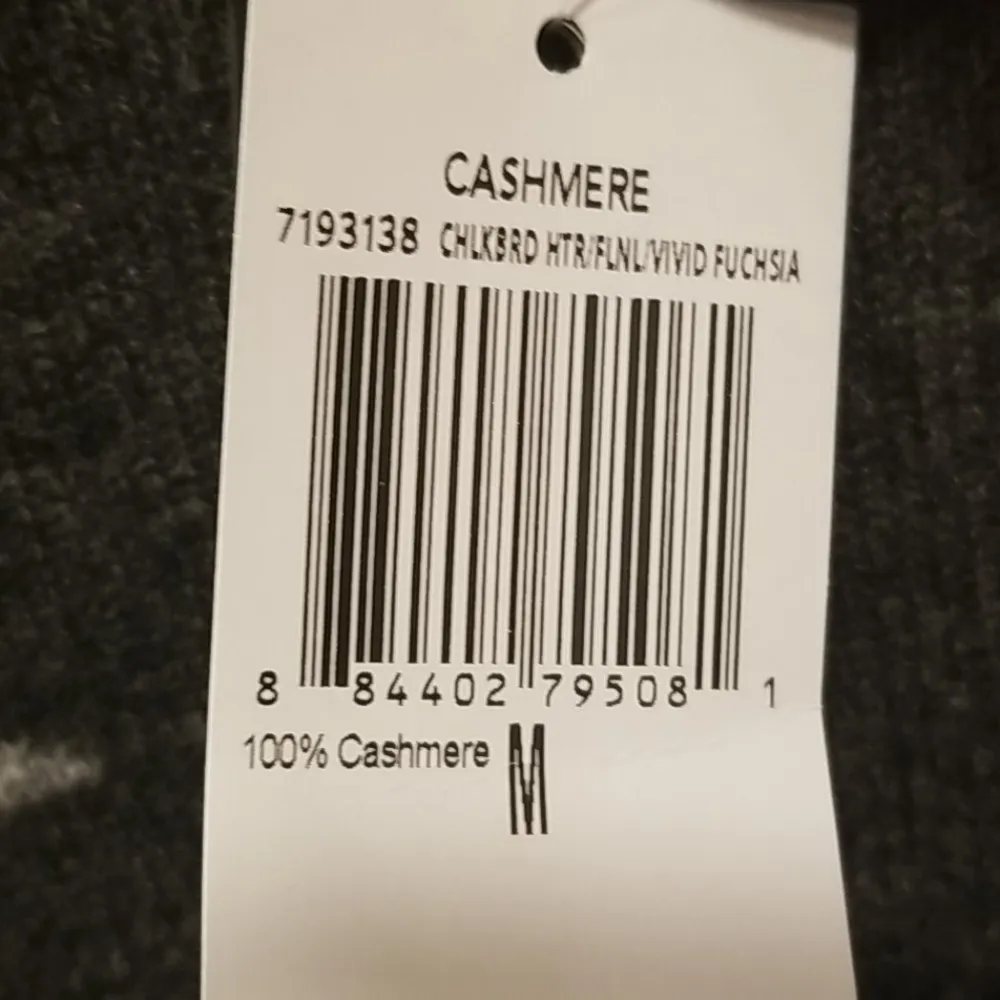 CASHMERE
7193138 CHLKBRD HTR/FLNL/VIVID FUCHSIA
8 84402 79508 1
100% Cashmere M